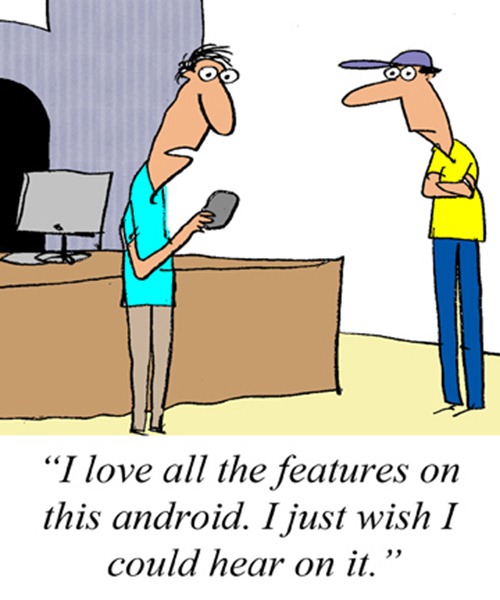 “I love all the features on
this android. I just wish I
could hear on it.”